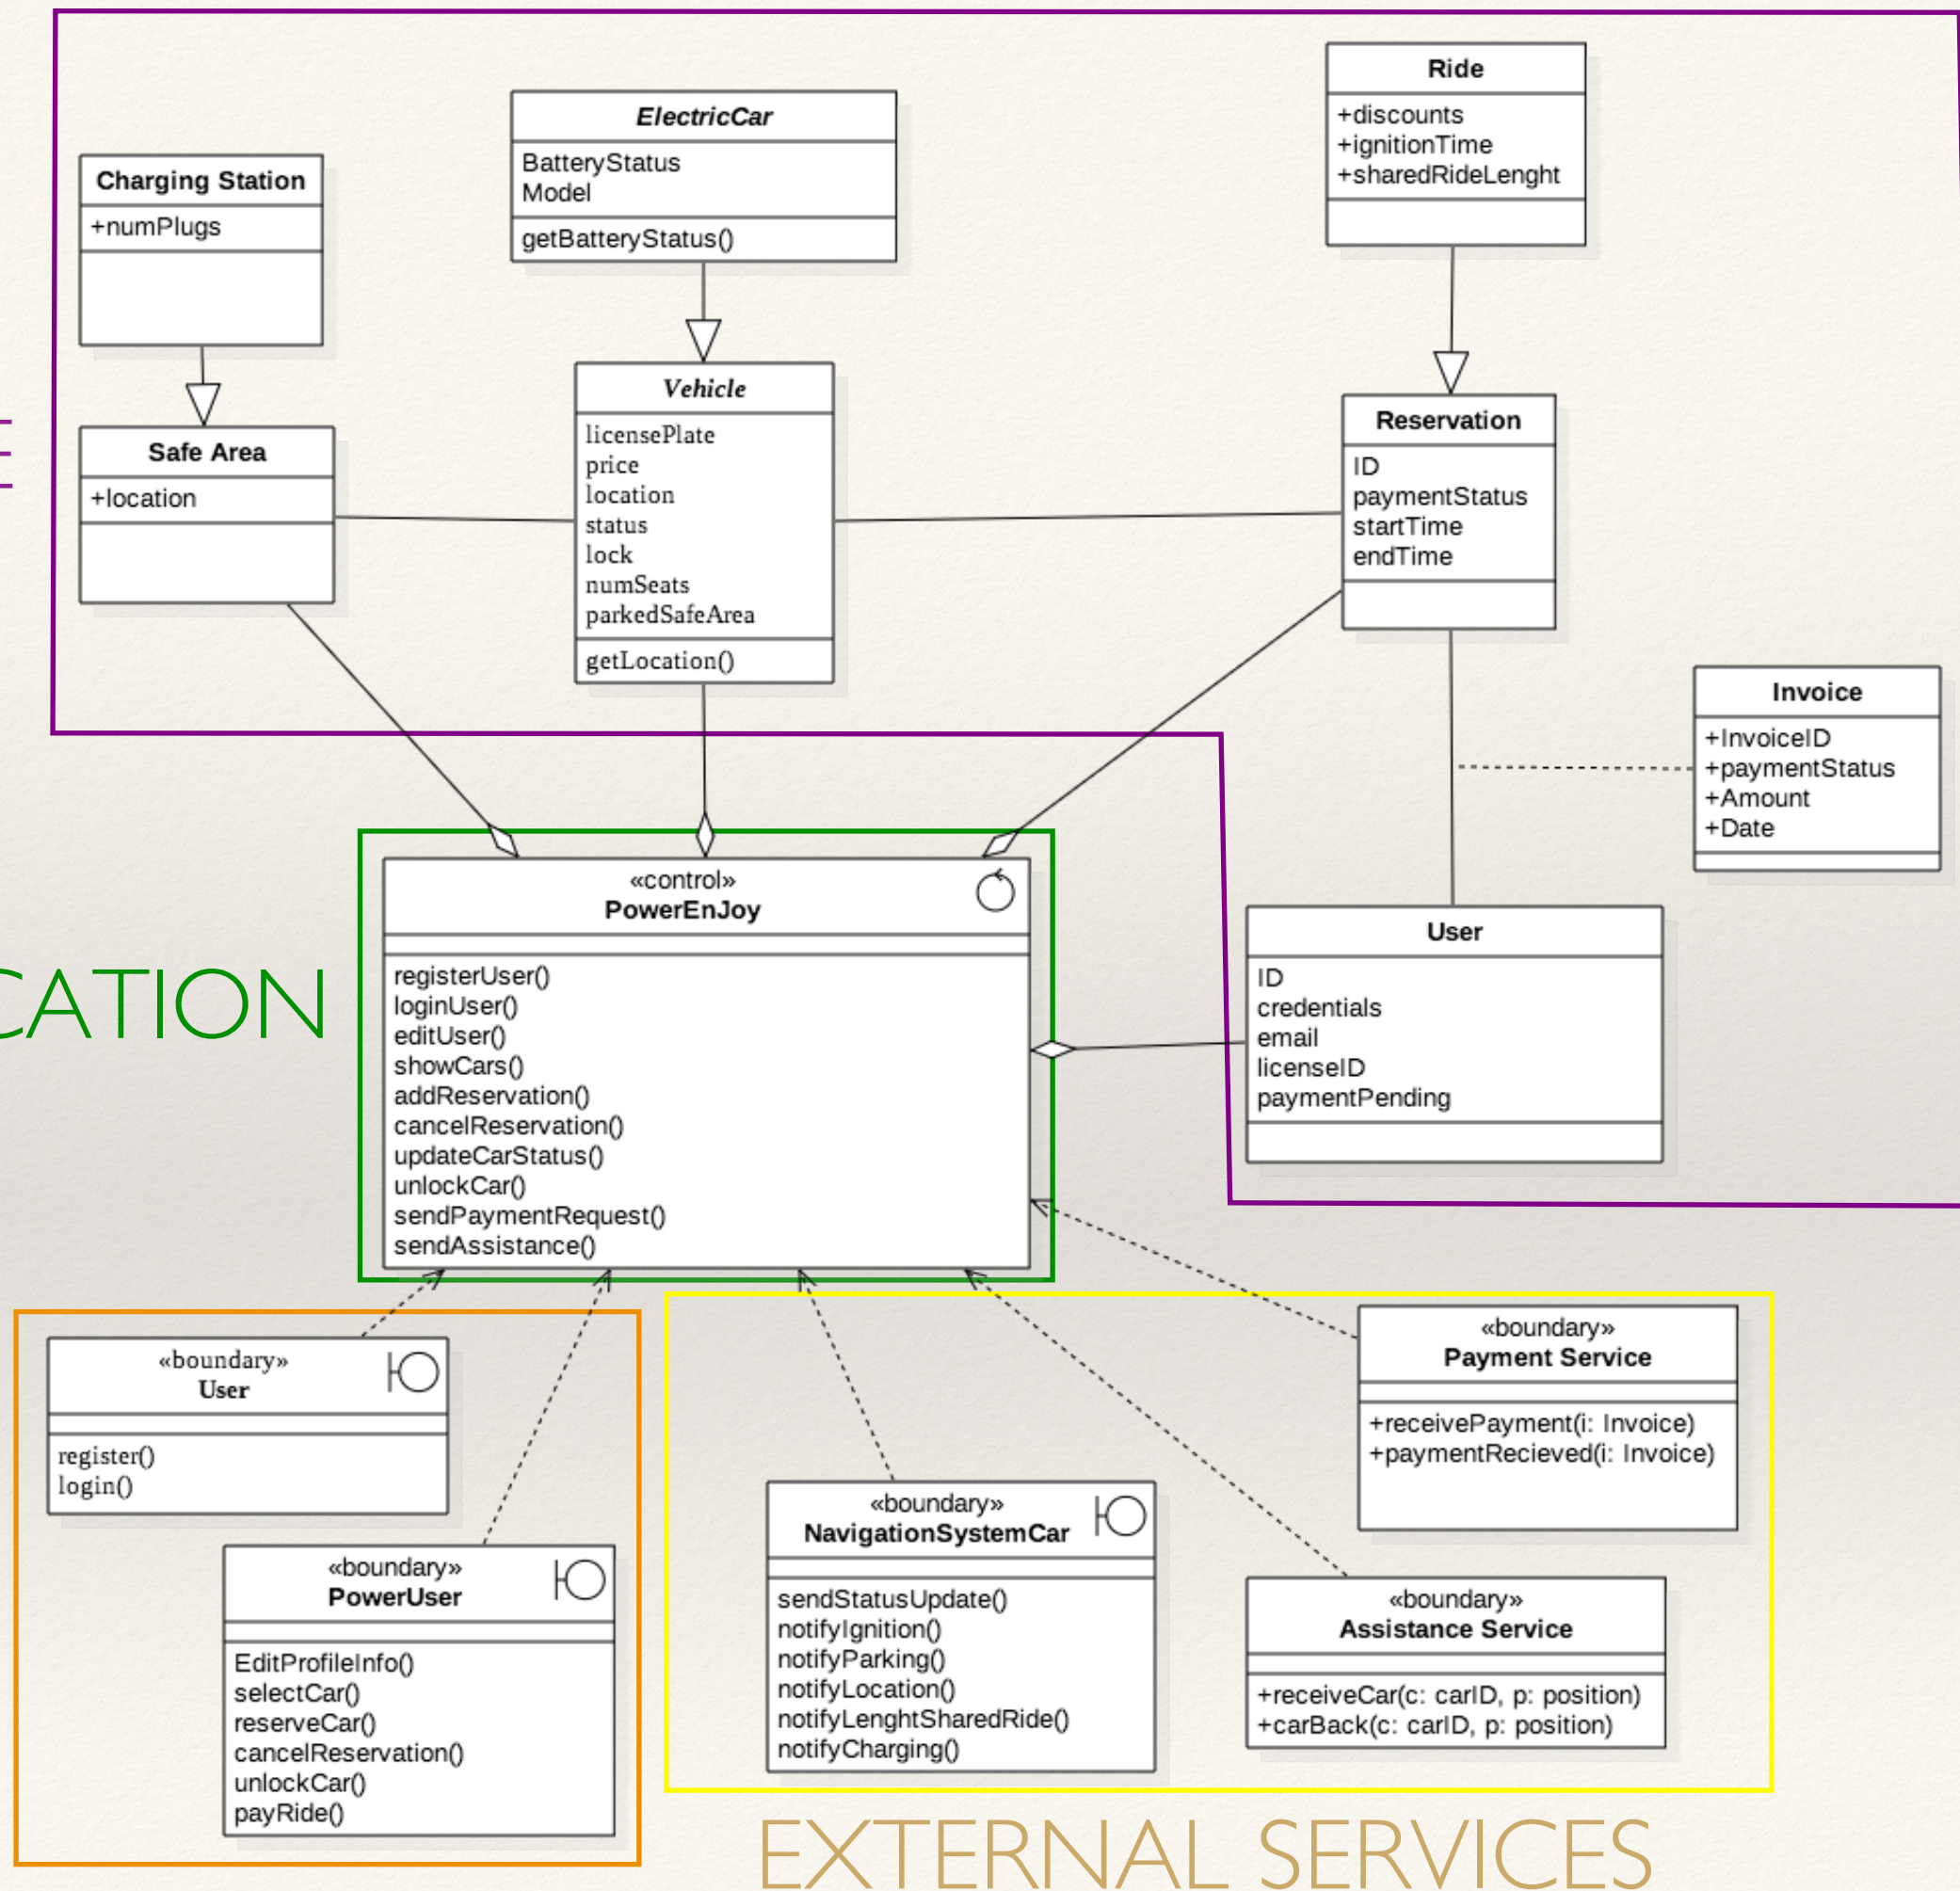 Ride
+discounts
+ignitionTime
+sharedRideLenght
ElectricCar
BatteryStatus
Model
getBatteryStatus()
Charging Station
+numPlugs
Vehicle
licensePlate
price
location
status
lock
numSeats
parkedSafeArea
getLocation()
Reservation
ID
paymentStatus
startTime
endTime
Safe Area
+location
Invoice
+InvoiceID
+paymentStatus
+Amount
+Date
«control»
PowerEnJoy
registerUser()
loginUser()
editUser()
showCars()
addReservation()
cancelReservation()
updateCarStatus()
unlockCar()
sendPaymentRequest()
sendAssistance()
User
ID
credentials
email
licenseID
paymentPending
CATION
«boundary»
User
register()
login()
«boundary»
PowerUser
EditProfileInfo()
selectCar()
reserveCar()
cancelReservation()
unlockCar()
payRide()
«boundary»
NavigationSystemCar
sendStatusUpdate()
notifyIgnition()
notifyParking()
notifyLocation()
notifyLenghtSharedRide()
notifyCharging()
«boundary»
Payment Service
+receivePayment(i: Invoice)
+paymentRecieved(i: Invoice)
«boundary»
Assistance Service
+receiveCar(c: carID, p: position)
+carBack(c: carID, p: position)
EXTERNAL SERVICES